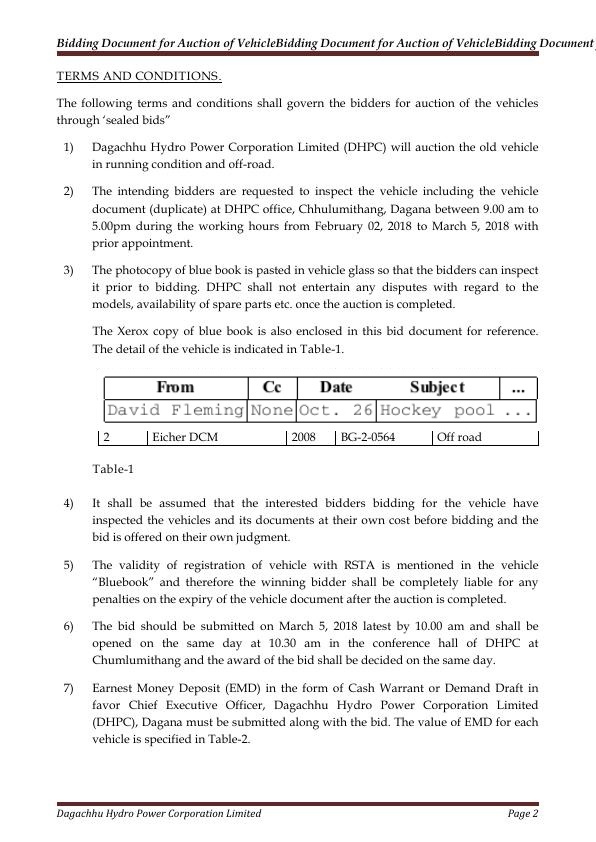 Bidding Document for Auction of VehicleBidding Document for Auction of VehicleBidding Document
TERMS AND CONDITIONS.
The following terms and conditions shall govern the bidders for auction of the vehicles
through ‘sealed bids”
1) Dagachhu Hydro Power Corporation Limited (DHPC) will auction the old vehicle
in running condition and off-road.
2) The intending bidders are requested to inspect the vehicle including the vehicle
document (duplicate) at DHPC office, Chhulumithang, Dagana between 9.00 am to
5.00pm during the working hours from February 02, 2018 to March 5, 2018 with
prior appointment.
3) The photocopy of blue book is pasted in vehicle glass so that the bidders can inspect
it prior to bidding. DHPC shall not entertain any disputes with regard to the
models, availability of spare parts etc. once the auction is completed.
The Xerox copy of blue book is also enclosed in this bid document for reference.
The detail of the vehicle is indicated in Table-1.
From Cc Date Subject ...
David Fleming None Oct. 26 Hockey pool ...
2 Eicher DCM 2008 BG-2-0564 Off road
Table-1
4) It shall be assumed that the interested bidders bidding for the vehicle have
inspected the vehicles and its documents at their own cost before bidding and the
bid is offered on their own judgment.
5) The validity of registration of vehicle with RSTA is mentioned in the vehicle
“Bluebook” and therefore the winning bidder shall be completely liable for any
penalties on the expiry of the vehicle document after the auction is completed.
6) The bid should be submitted on March 5, 2018 latest by 10.00 am and shall be
opened on the same day at 10.30 am in the conference hall of DHPC at
Chumlumithang and the award of the bid shall be decided on the same day.
7) Earnest Money Deposit (EMD) in the form of Cash Warrant or Demand Draft in
favor Chief Executive Officer, Dagachhu Hydro Power Corporation Limited
(DHPC), Dagana must be submitted along with the bid. The value of EMD for each
vehicle is specified in Table-2.
Dagachhu Hydro Power Corporation Limited Page 2